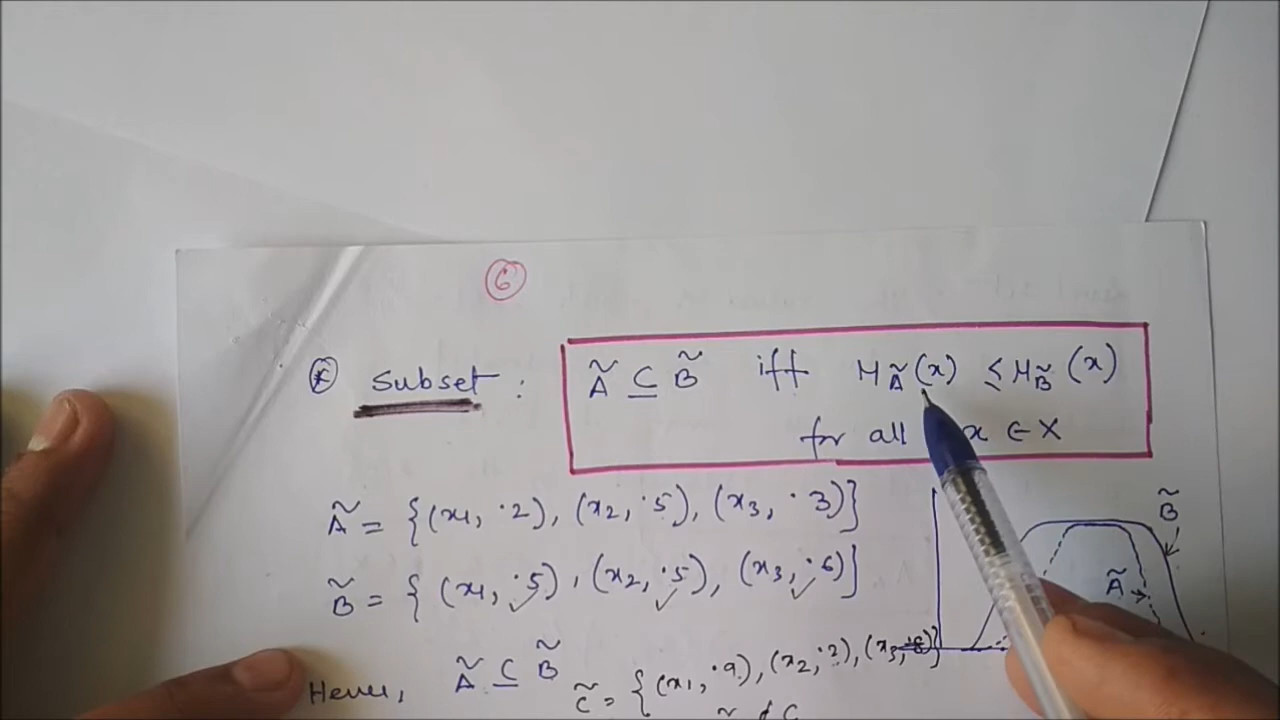 6
* Subset : Ã ⊆ B̃ iff μÃ(x) ≤ μB̃(x)
for all x ∈ X
Ã = {(x1, .2), (x2, .5), (x3, .3)}
B̃ = {(x1, .5), (x2, .5), (x3, .6)}
B̃
Ã
Hence, Ã ⊆ B̃
C̃ = {(x1, .9), (x2, .2), (x3, .8)}